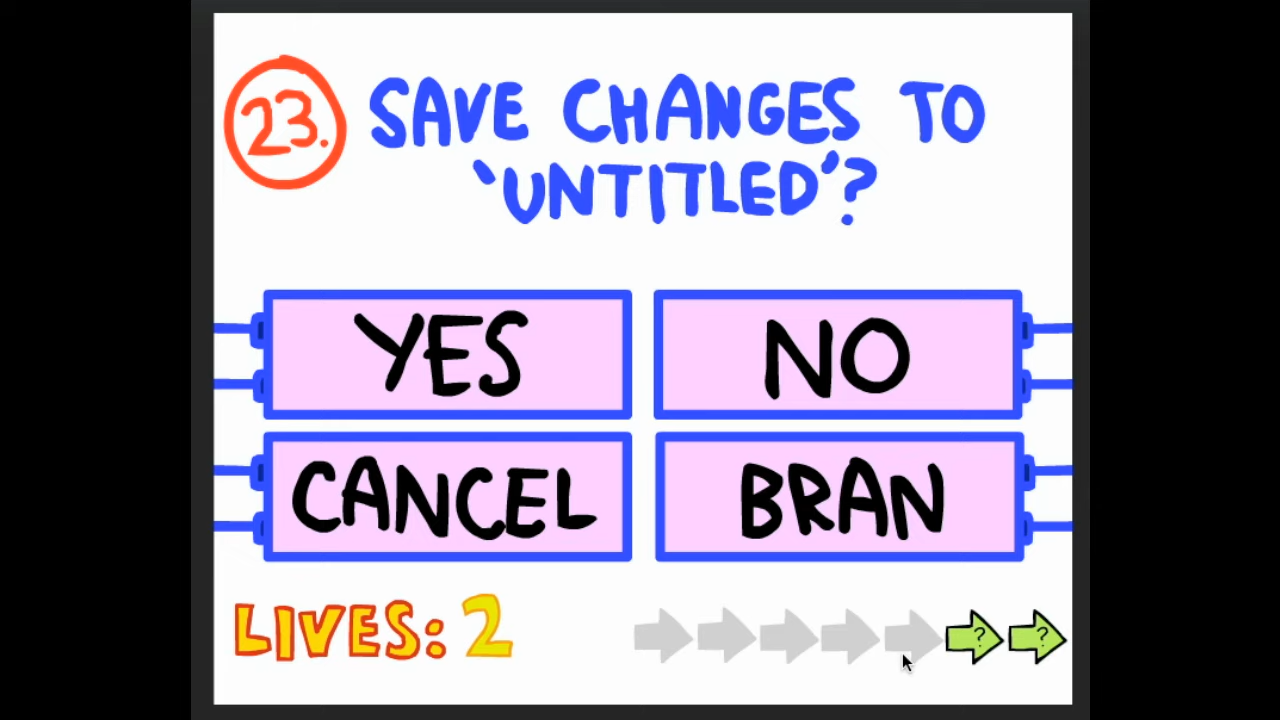 23. SAVE CHANGES TO
'UNTITLED'?
YES
NO
CANCEL
BRAN
LIVES: 2
? ?